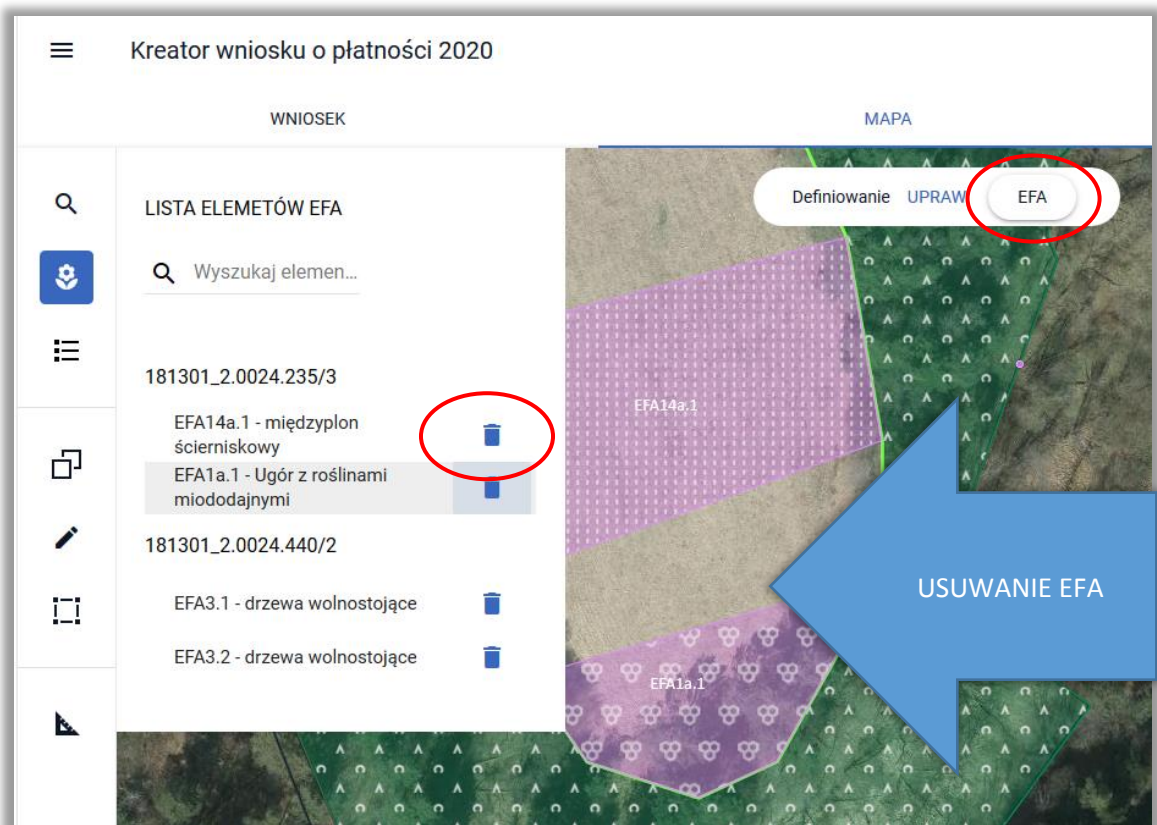 Kreator wniosku o płatności 2020
WNIOSEK
MAPA
LISTA ELEMETÓW EFA
Wyszukaj elemen...
181301_2.0024.235/3
EFA14a.1 - międzyplon
ścierniskowy
EFA1a.1 - Ugór z roślinami
miododajnymi
181301_2.0024.440/2
EFA3.1 - drzewa wolnostojące
EFA3.2 - drzewa wolnostojące
Definiowanie UPRAW EFA
EFA14a.1
USUWANIE EFA
EFA1a.1